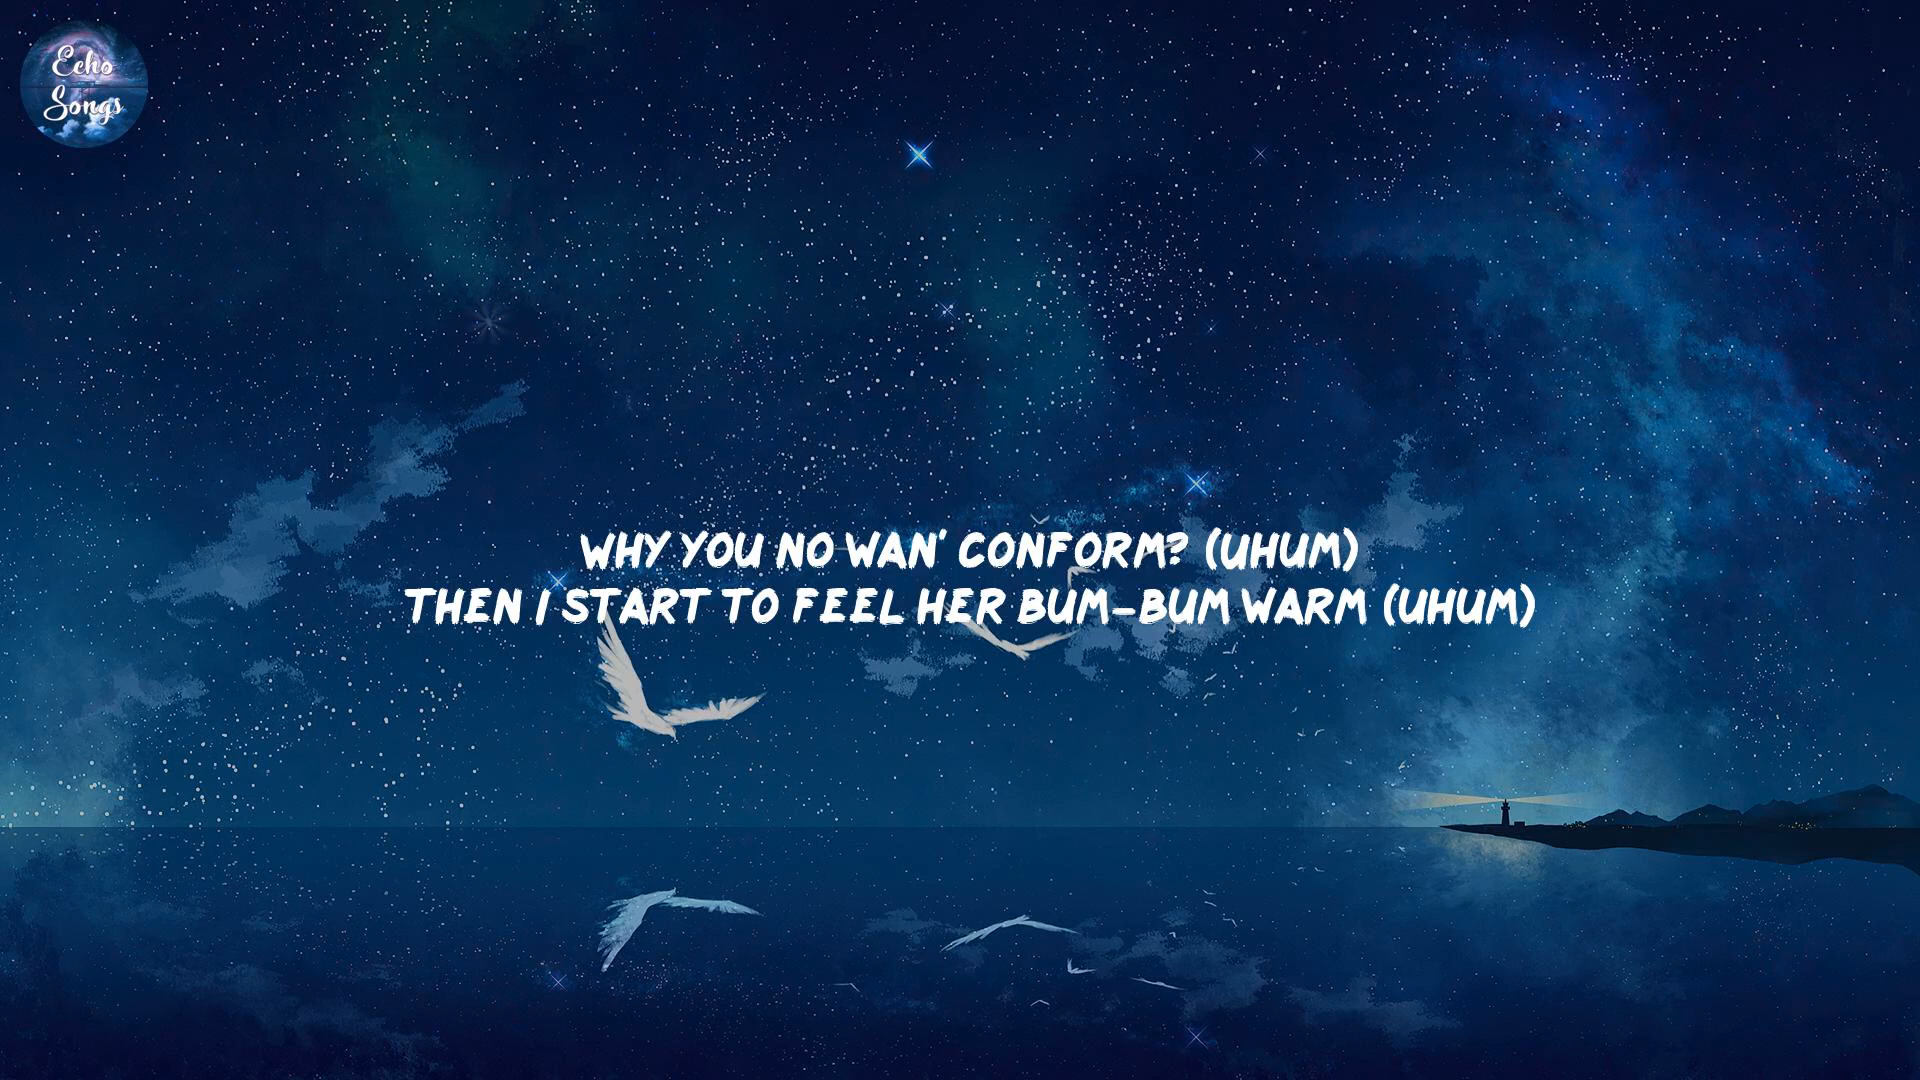 Echo
Songs
WHY YOU NO WAN' CONFORM? (UHUM)
THEN I START TO FEEL HER BUM-BUM WARM (UHUM)